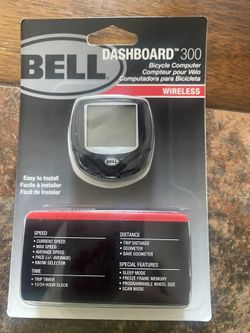 BELL
DASHBOARD™ 300
Bicycle Computer
Compteur pour Vélo
Computadora para Bicicleta
WIRELESS
BELL
Easy to Install
Facile à installer
Fácil de instalar
SPEED
• CURRENT SPEED
• MAX SPEED
• AVERAGE SPEED
• PACE (+/- AVERAGE)
• KM/MI SELECTOR
TIME
• TRIP TIMER
• 12/24 HOUR CLOCK
DISTANCE
• TRIP DISTANCE
• ODOMETER
• SAVE ODOMETER
SPECIAL FEATURES
• SLEEP MODE
• FREEZE FRAME MEMORY
• PROGRAMMABLE WHEEL SIZE
• SCAN MODE